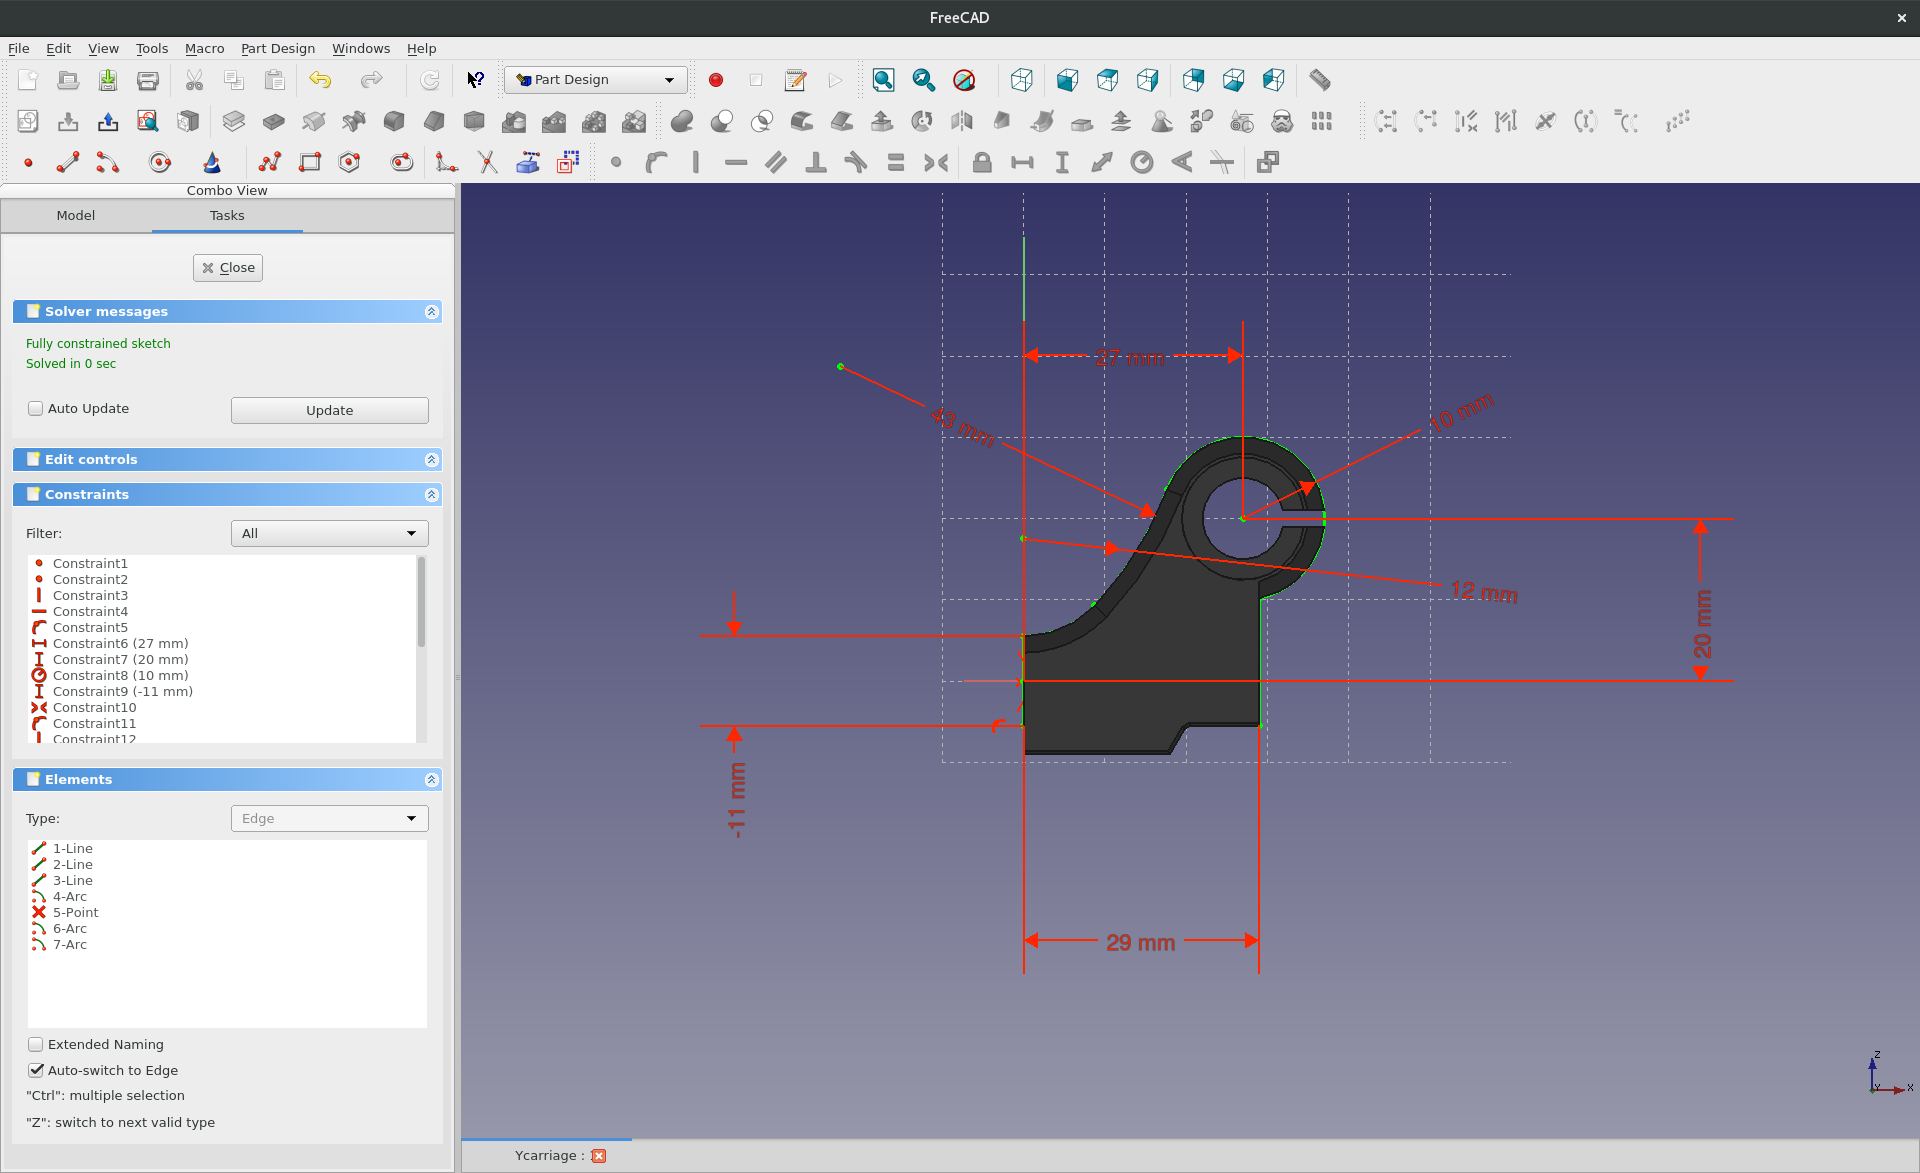 FreeCAD
File Edit View Tools Macro Part Design Windows Help
Part Design
Combo View
Model Tasks
Close
Solver messages
Fully constrained sketch
Solved in 0 sec
Auto Update Update
Edit controls
Constraints
Filter: All
Constraint1
Constraint2
Constraint3
Constraint4
Constraint5
Constraint6 (27 mm)
Constraint7 (20 mm)
Constraint8 (10 mm)
Constraint9 (-11 mm)
Constraint10
Constraint11
Constraint12
Elements
Type: Edge
1-Line
2-Line
3-Line
4-Arc
5-Point
6-Arc
7-Arc
Extended Naming
Auto-switch to Edge
"Ctrl": multiple selection
"Z": switch to next valid type
27 mm
43 mm
10 mm
12 mm
20 mm
-11 mm
29 mm
Z
Y
X
Ycarriage :